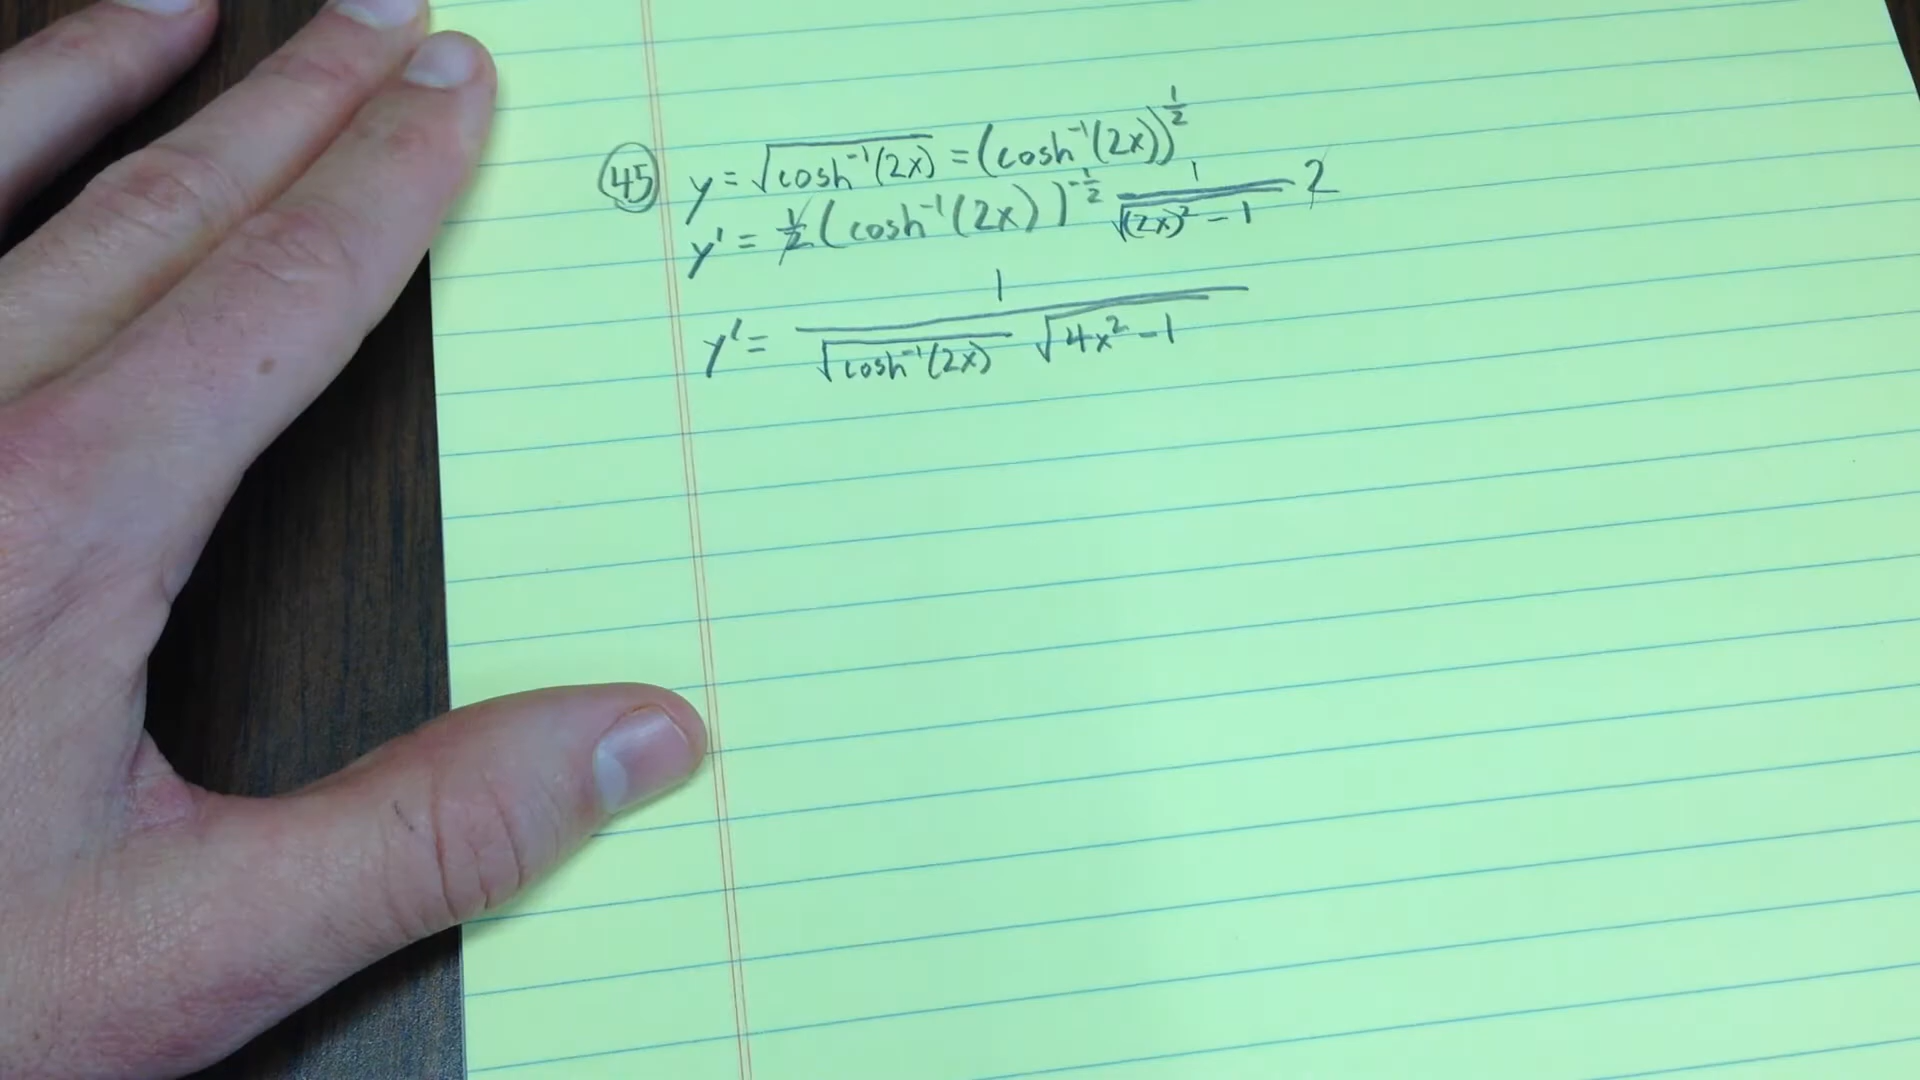 45 y = √cosh⁻¹(2x) = (cosh⁻¹(2x))^(1/2)
y' = 1/2 (cosh⁻¹(2x))^(-1/2) 1/√((2x)² - 1) 2
y' = 1/(√cosh⁻¹(2x) √(4x² - 1))